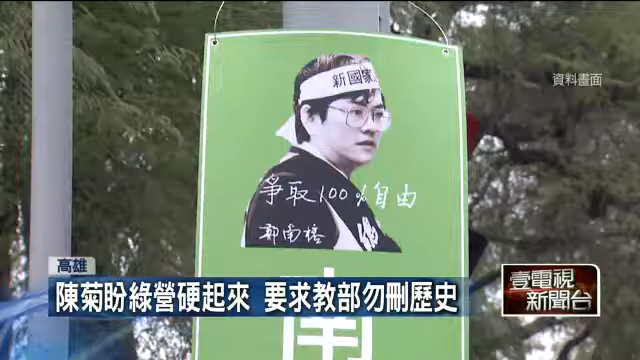 新國家
資料畫面
爭取100%自由
鄭南榕
高雄
陳菊盼綠營硬起來 要求教部勿刪歷史
壹電視
新聞台
南